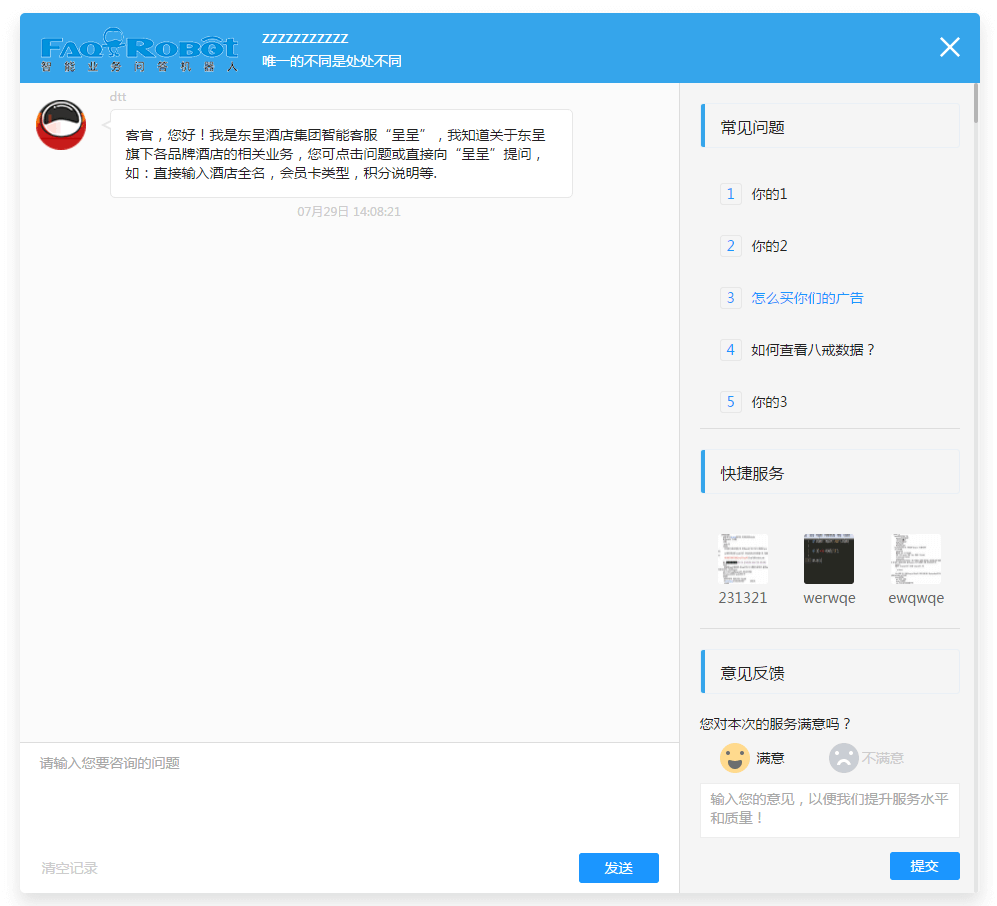 FAQ ROBOT
智能业务问答机器人
zzzzzzzzzzz
唯一的不同是处处不同
dtt
客官，您好！我是东呈酒店集团智能客服“呈呈”，我知道关于东呈
旗下各品牌酒店的相关业务，您可点击问题或直接向“呈呈”提问，
如：直接输入酒店全名，会员卡类型，积分说明等.
07月29日 14:08:21
请输入您要咨询的问题
清空记录
发送
常见问题
1 你的1
2 你的2
3 怎么买你们的广告
4 如何查看八戒数据？
5 你的3
快捷服务
231321 werwqe ewqwqe
意见反馈
您对本次的服务满意吗？
满意 不满意
输入您的意见，以便我们提升服务水平
和质量！
提交